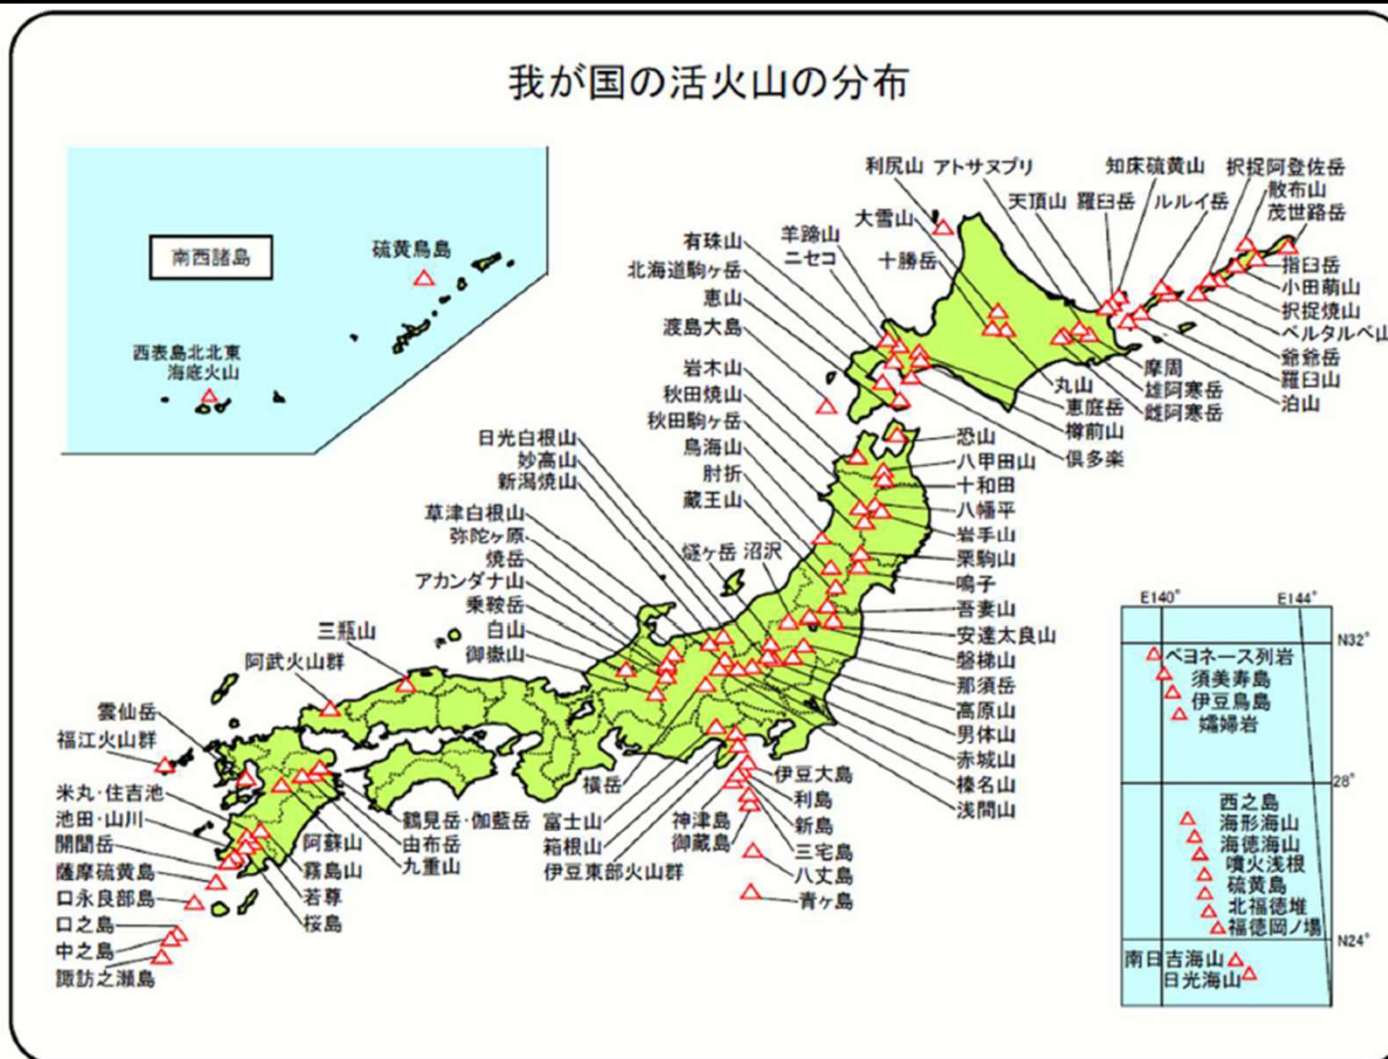 我が国の活火山の分布
南西諸島
硫黄鳥島
西表島北北東
海底火山
利尻山
アトサヌプリ
知床硫黄山
択捉阿登佐岳
散布山
茂世路岳
天頂山
羅臼岳
ルルイ岳
大雪山
羊蹄山
ニセコ
十勝岳
有珠山
北海道駒ヶ岳
恵山
渡島大島
岩木山
秋田焼山
秋田駒ヶ岳
鳥海山
肘折
蔵王山
指臼岳
小田萌山
択捉焼山
ベルタルベ山
爺爺岳
羅臼山
泊山
摩周
雄阿寒岳
雌阿寒岳
丸山
恵庭岳
樽前山
倶多楽
恐山
八甲田山
十和田
八幡平
岩手山
栗駒山
鳴子
吾妻山
安達太良山
磐梯山
那須岳
高原山
男体山
赤城山
榛名山
浅間山
日光白根山
妙高山
新潟焼山
草津白根山
弥陀ヶ原
焼岳
アカンダナ山
乗鞍岳
白山
御嶽山
燧ヶ岳
沼沢
三瓶山
阿武火山群
雲仙岳
福江火山群
米丸・住吉池
池田・山川
開聞岳
薩摩硫黄島
口永良部島
口之島
中之島
諏訪之瀬島
鶴見岳・伽藍岳
由布岳
九重山
阿蘇山
霧島山
若尊
桜島
横岳
富士山
箱根山
伊豆東部火山群
伊豆大島
利島
新島
神津島
御蔵島
三宅島
八丈島
青ヶ島
E140°
E144°
N32°
ベヨネース列岩
須美寿島
伊豆鳥島
孀婦岩
28°
西之島
海形海山
海徳海山
噴火浅根
硫黄島
北福徳堆
福徳岡ノ場
N24°
南日吉海山
日光海山